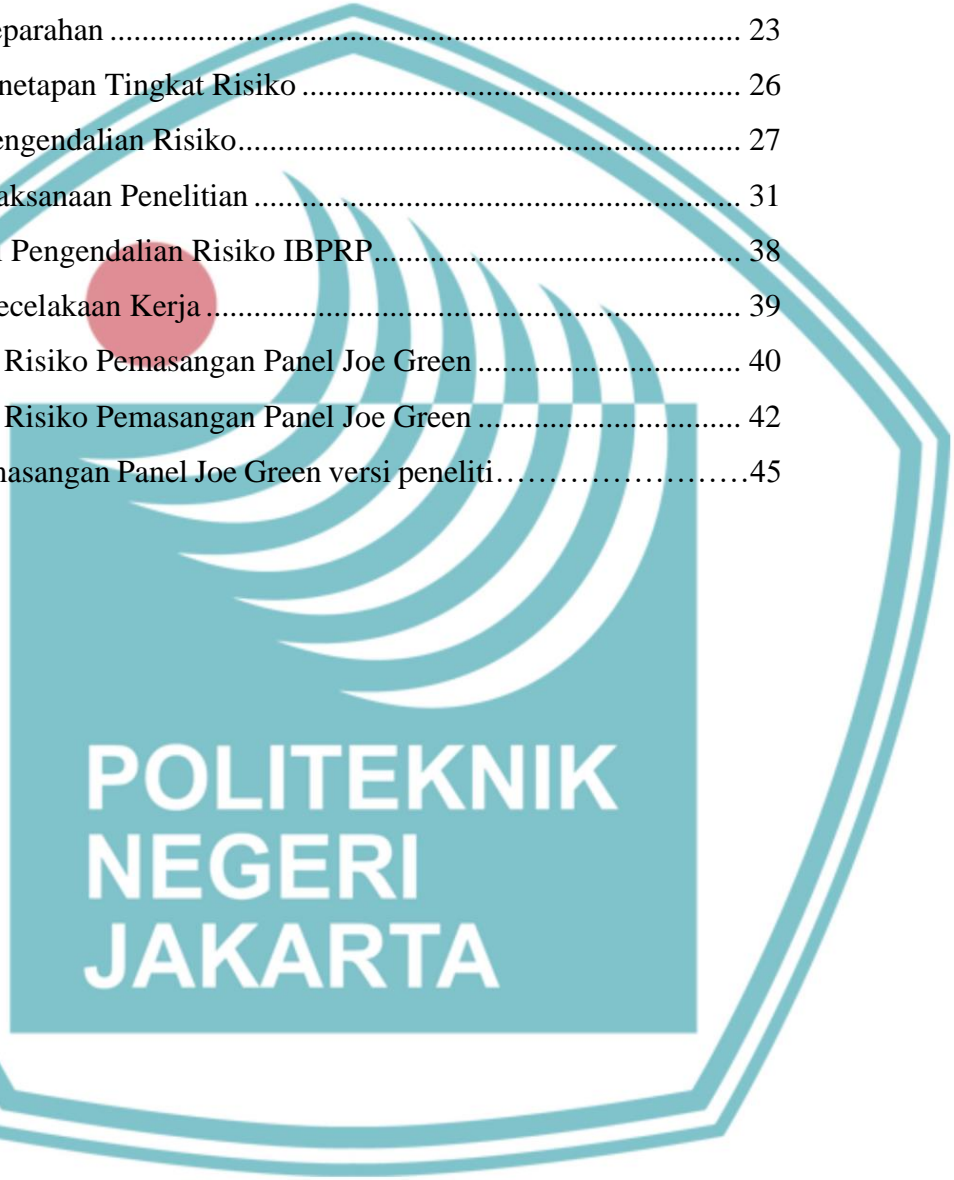 eparahan ........................................................................... 23
netapan Tingkat Risiko .................................................... 26
engendalian Risiko............................................................ 27
aksanaan Penelitian .......................................................... 31
i Pengendalian Risiko IBPRP............................................ 38
ecelakaan Kerja ................................................................ 39
Risiko Pemasangan Panel Joe Green ............................... 40
Risiko Pemasangan Panel Joe Green ............................... 42
nasangan Panel Joe Green versi peneliti……………………45
POLITEKNIK
NEGERI
JAKARTA